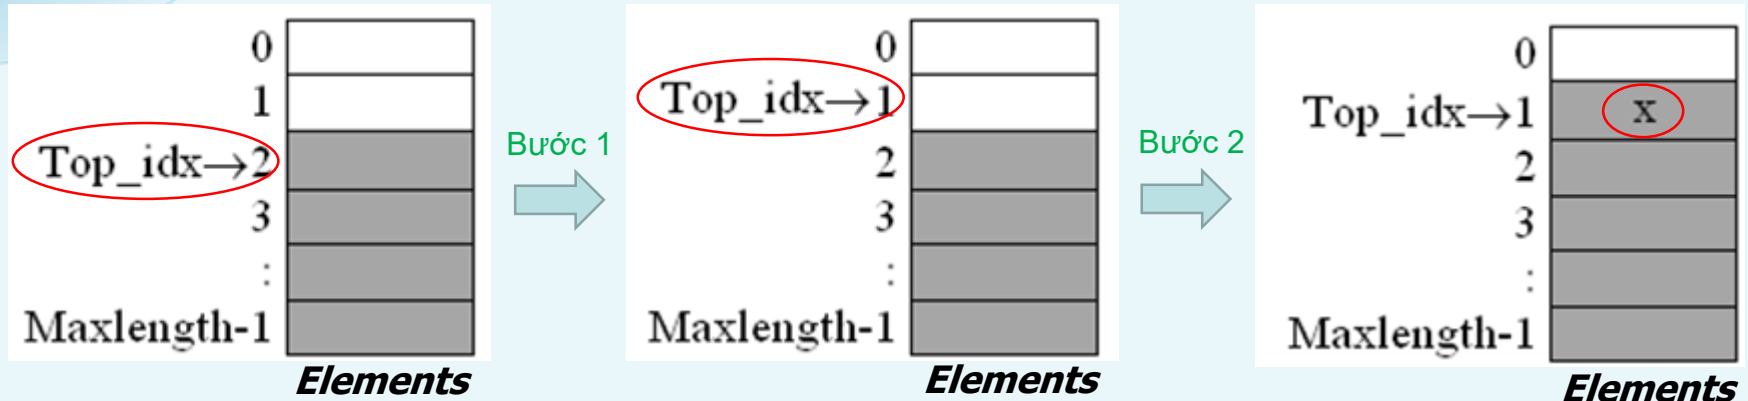 0
1
Top_idx→2
3
:
Maxlength-1
Elements
Bước 1
0
Top_idx→1
2
3
:
Maxlength-1
Elements
Bước 2
0
Top_idx→1 x
2
3
:
Maxlength-1
Elements